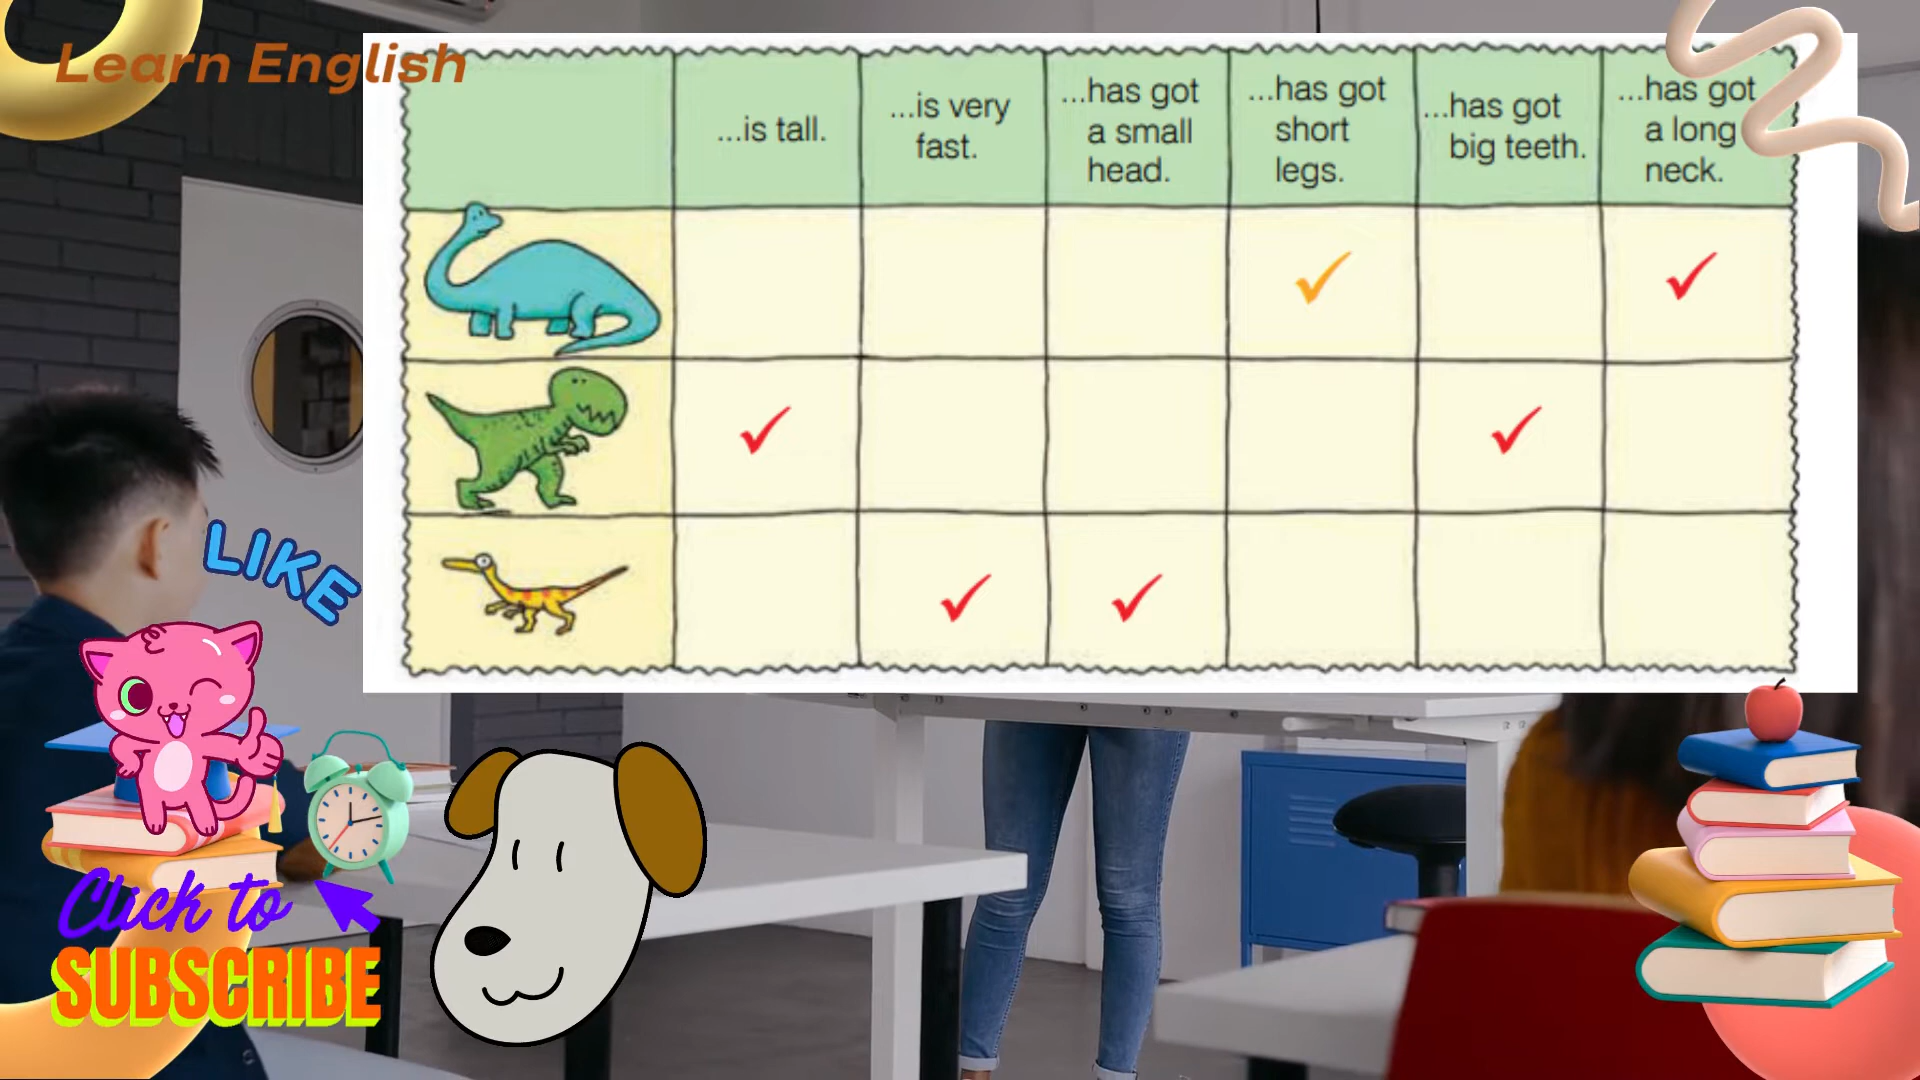 Learn English
...is tall.
...is very
fast.
...has got
a small
head.
...has got
short
legs.
...has got
big teeth.
...has got
a long
neck.
LIKE
Click to
SUBSCRIBE